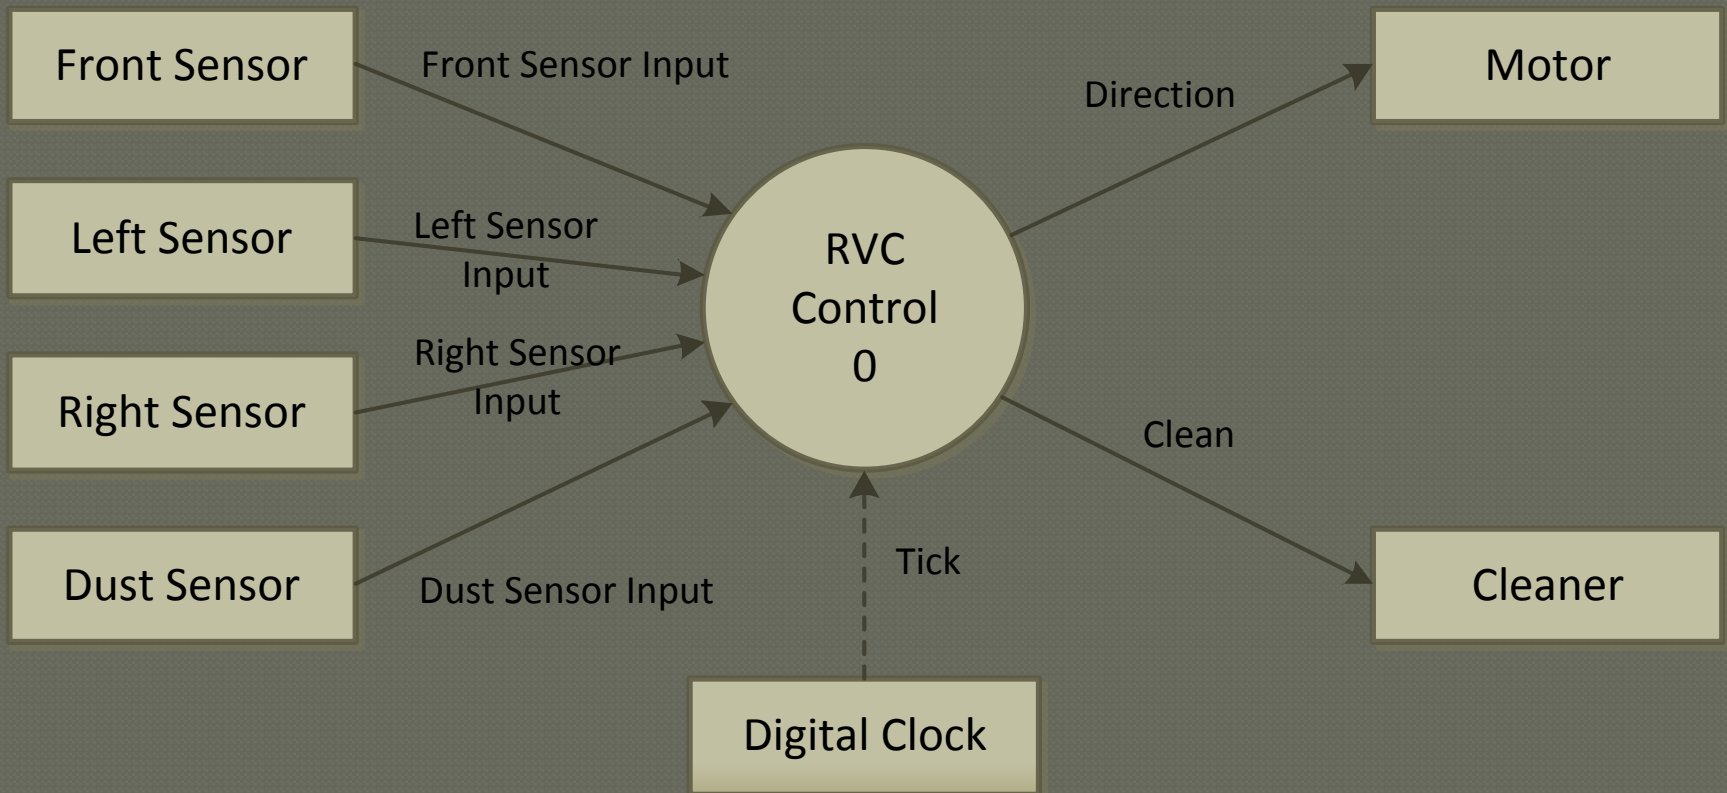 Front Sensor
Front Sensor Input
Motor
Direction
Left Sensor
Left Sensor
Input
RVC
Control
0
Right Sensor
Right Sensor
Input
Clean
Dust Sensor
Dust Sensor Input
Tick
Cleaner
Digital Clock